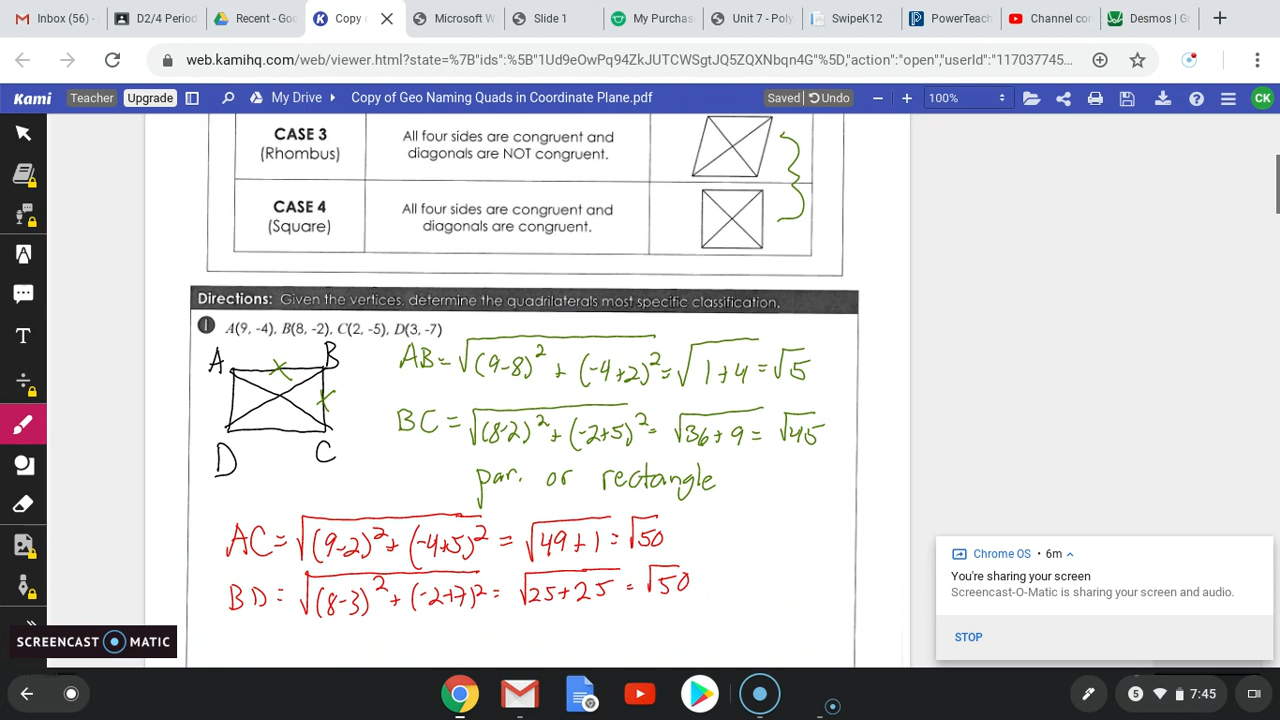 Inbox (56) -
D2/4 Period
Recent - Goo
Copy o
Microsoft W
Slide 1
My Purchas
Unit 7 - Poly
SwipeK12
PowerTeach
Channel con
Desmos | Gr
web.kamihq.com/web/viewer.html?state=%7B"ids":%5B"1Ud9eOwPq94ZkJUTCWSgtJQ5ZQXNbqn4G"%5D,"action":"open","userId":"117037745...
Kami Teacher Upgrade My Drive Copy of Geo Naming Quads in Coordinate Plane.pdf Saved Undo 100% CK
CASE 3
(Rhombus)
All four sides are congruent and
diagonals are NOT congruent.
CASE 4
(Square)
All four sides are congruent and
diagonals are congruent.
Directions: Given the vertices, determine the quadrilaterals most specific classification.
1 A(9, -4), B(8, -2), C(2, -5), D(3, -7)
A B
D C
AB = √(9-8)² + (-4+2)² = √1+4 = √5
BC = √(8-2)² + (-2+5)² = √36+9 = √45
par. or rectangle
AC = √(9-2)² + (-4+5)² = √49+1 = √50
BD = √(8-3)² + (-2+7)² = √25+25 = √50
Chrome OS • 6m
You're sharing your screen
Screencast-O-Matic is sharing your screen and drawing.
STOP
SCREENCAST MATIC
5 7:45